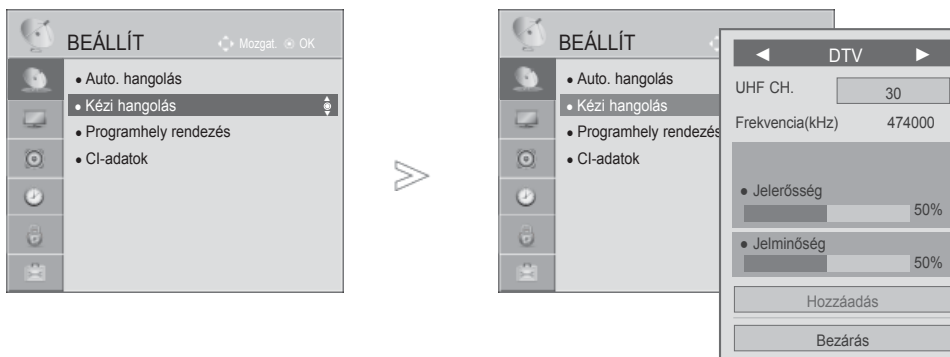 BEÁLLÍT
Mozgat. OK
• Auto. hangolás
• Kézi hangolás
• Programhely rendezés
• CI-adatok
BEÁLLÍT
• Auto. hangolás
• Kézi hangolás
• Programhely rendezés
• CI-adatok
◄ DTV ►
UHF CH. 30
Frekvencia(kHz) 474000
• Jelerősség
50%
• Jelminőség
50%
Hozzáadás
Bezárás